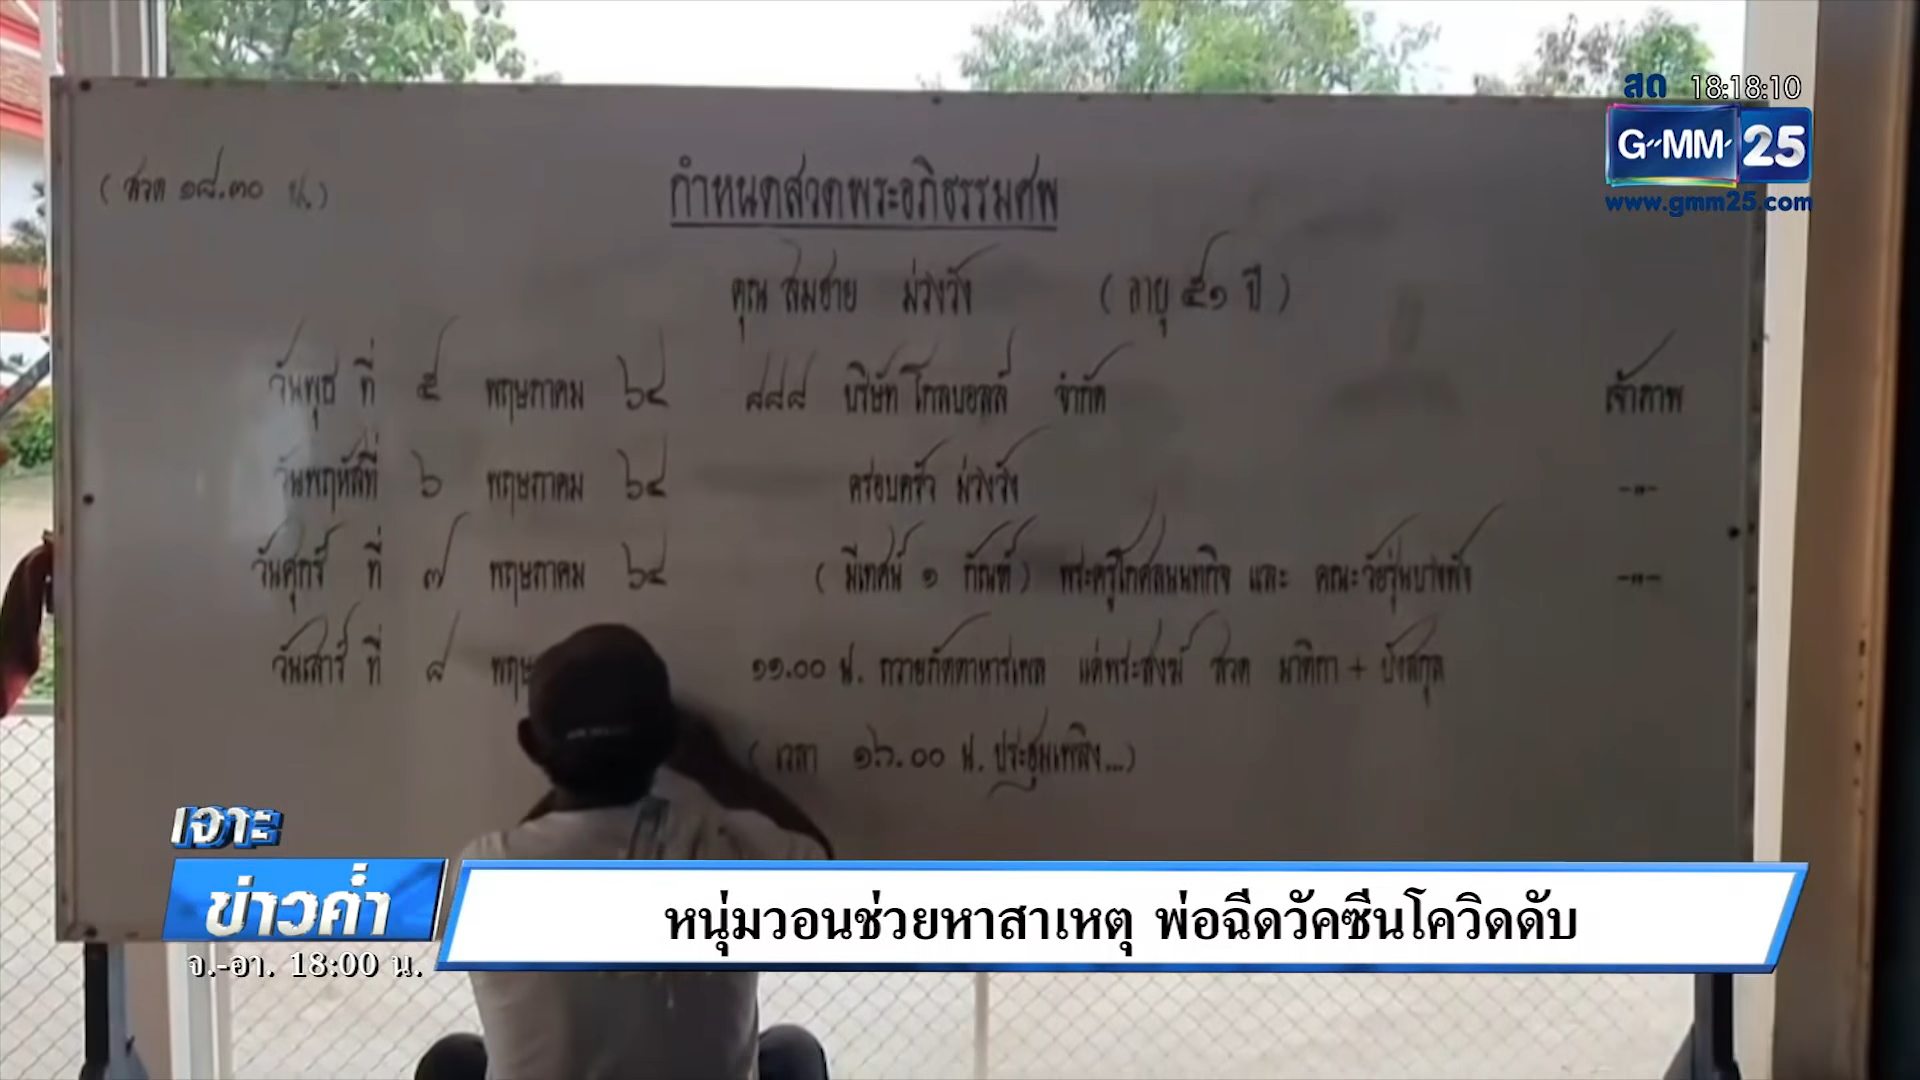 สด 18:18:10
GMM 25
www.gmm25.com
(สวด ๑๘.๓๐ น.)
กำหนดสวดพระอภิธรรมศพ
คุณ สมชาย ม่วงวัง (อายุ ๕๑ ปี)
วันพุธ ที่ ๕ พฤษภาคม ๖๔ ๘๘๘ บริษัท โกลบอลล์ จำกัด เจ้าภาพ
วันพฤหัสที่ ๖ พฤษภาคม ๖๔ ครอบครัว ม่วงวัง -"-
วันศุกร์ ที่ ๗ พฤษภาคม ๖๔ (มีเทศน์ ๑ กัณฑ์) พระครูโกศลนนทกิจ และ คณะวัยรุ่นบางพัง -"-
วันเสาร์ ที่ ๘ พฤษ ๑๑.๐๐ น. ถวายภัตตาหารเพล แด่พระสงฆ์ สวด มาติกา + บังสกุล
(เวลา ๑๖.๐๐ น. ประชุมเพลิง...)
เจาะ
ข่าวค่ำ
จ.-อา. 18:00 น.
หนุ่มวอนช่วยหาสาเหตุ พ่อฉีดวัคซีนโควิดดับ